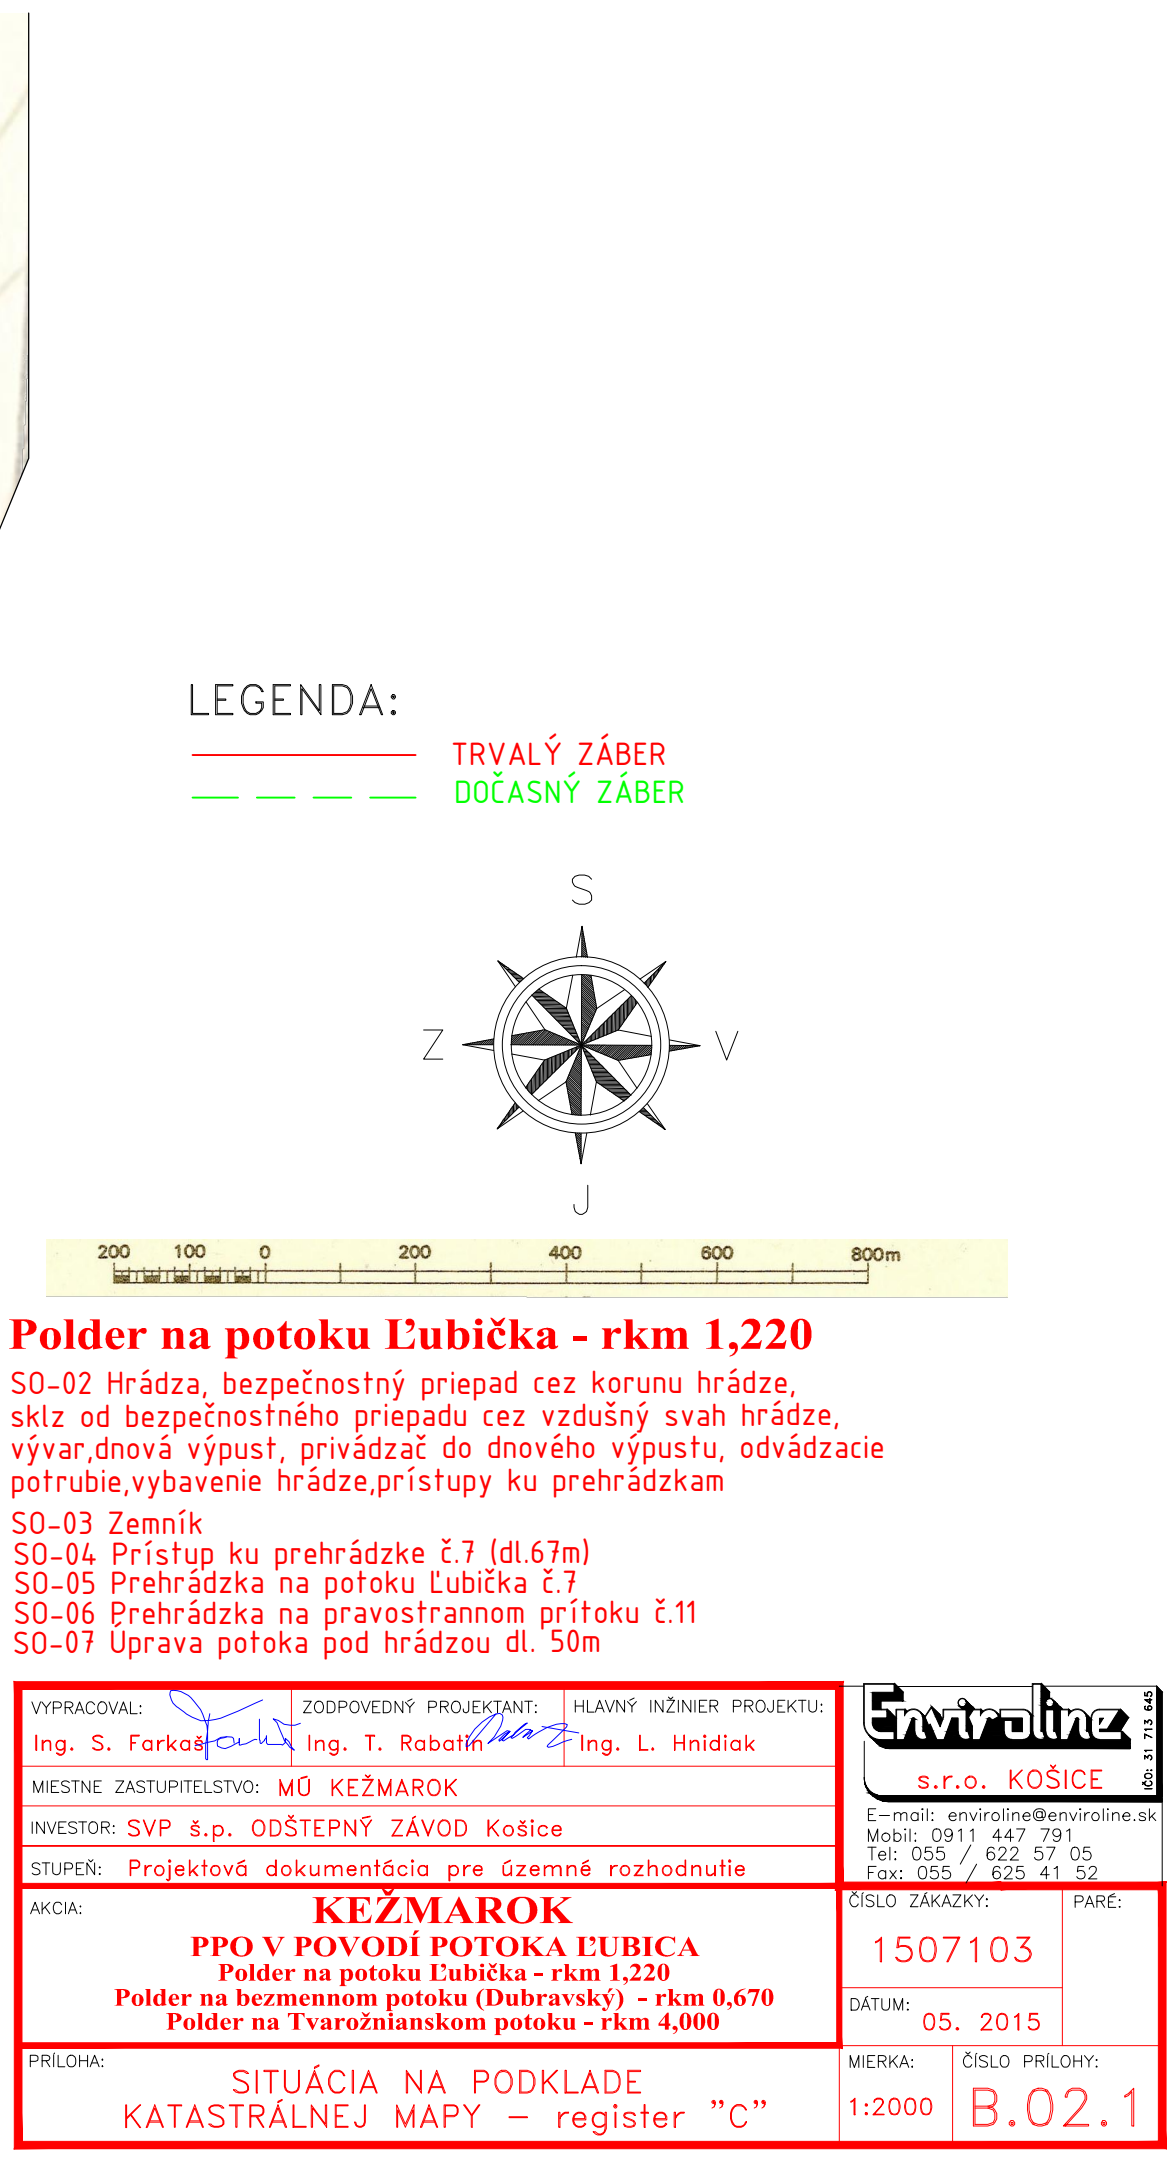 LEGENDA:
TRVALÝ ZÁBER
DOČASNÝ ZÁBER
S
Z
V
J
200 100 0 200 400 600 800m
Polder na potoku Ľubička - rkm 1,220
SO-02 Hrádza, bezpečnostný priepad cez korunu hrádze,
sklz od bezpečnostného priepadu cez vzdušný svah hrádze,
vývar,dnová výpust, privádzač do dnového výpustu, odvádzacie
potrubie,vybavenie hrádze,prístupy ku prehrádzkam
SO-03 Zemník
SO-04 Prístup ku prehrádzke č.7 (dl.67m)
SO-05 Prehrádzka na potoku Ľubička č.7
SO-06 Prehrádzka na pravostrannom prítoku č.11
SO-07 Úprava potoka pod hrádzou dl. 50m
VYPRACOVAL:
Ing. S. Farkaš
ZODPOVEDNÝ PROJEKTANT:
Ing. T. Rabatin
HLAVNÝ INŽINIER PROJEKTU:
Ing. L. Hnidiak
MIESTNE ZASTUPITELSTVO: MÚ KEŽMAROK
INVESTOR: SVP š.p. ODŠTEPNÝ ZÁVOD Košice
STUPEŇ: Projektová dokumentácia pre územné rozhodnutie
Enviroline
s.r.o. KOŠICE
IČO: 31 713 645
E-mail: enviroline@enviroline.sk
Mobil: 0911 447 791
Tel: 055 / 622 57 05
Fax: 055 / 625 41 52
AKCIA:
KEŽMAROK
PPO V POVODÍ POTOKA ĽUBICA
Polder na potoku Ľubička - rkm 1,220
Polder na bezmennom potoku (Dubravský) - rkm 0,670
Polder na Tvarožnianskom potoku - rkm 4,000
ČÍSLO ZÁKAZKY:
1507103
PARÉ:
DÁTUM:
05. 2015
PRÍLOHA:
SITUÁCIA NA PODKLADE
KATASTRÁLNEJ MAPY – register "C"
MIERKA:
1:2000
ČÍSLO PRÍLOHY:
B.02.1